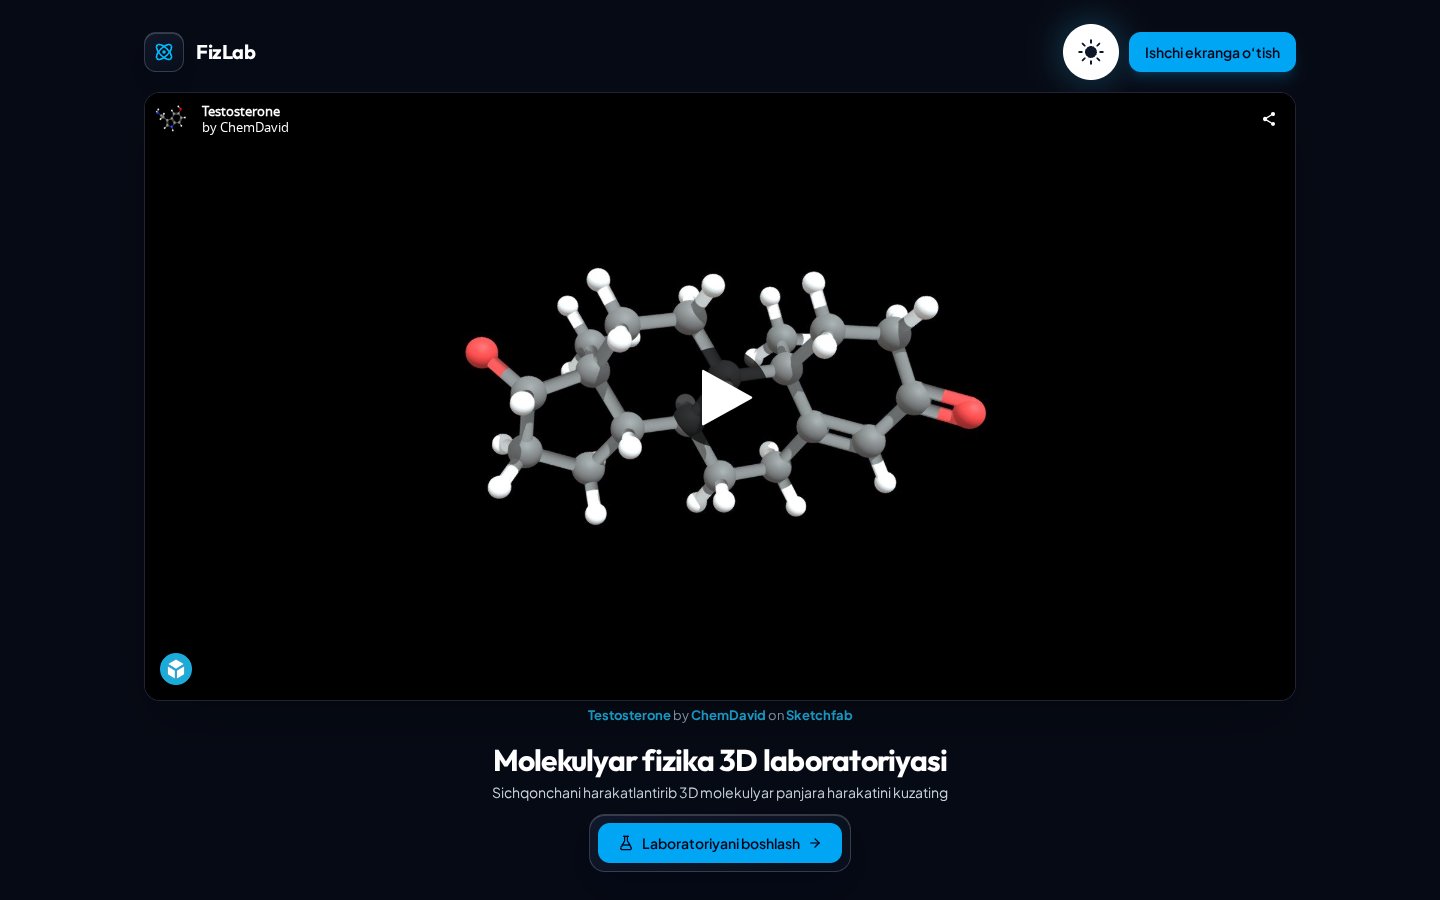 FizLab
Ishchi ekranga o‘tish
Testosterone
by ChemDavid
Testosterone by ChemDavid on Sketchfab
Molekulyar fizika 3D laboratoriyasi
Sichqonchani harakatlantirib 3D molekulyar panjara harakatini kuzating
Laboratoriyani boshlash